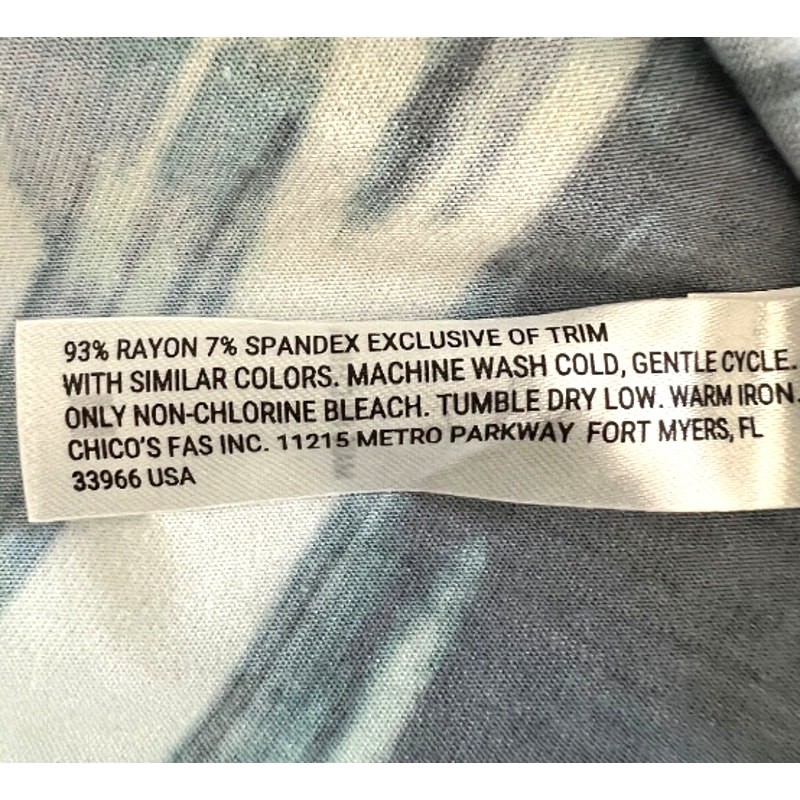 93% RAYON 7% SPANDEX EXCLUSIVE OF TRIM
WITH SIMILAR COLORS. MACHINE WASH COLD, GENTLE CYCLE.
ONLY NON-CHLORINE BLEACH. TUMBLE DRY LOW. WARM IRON.
CHICO'S FAS INC. 11215 METRO PARKWAY FORT MYERS, FL
33966 USA